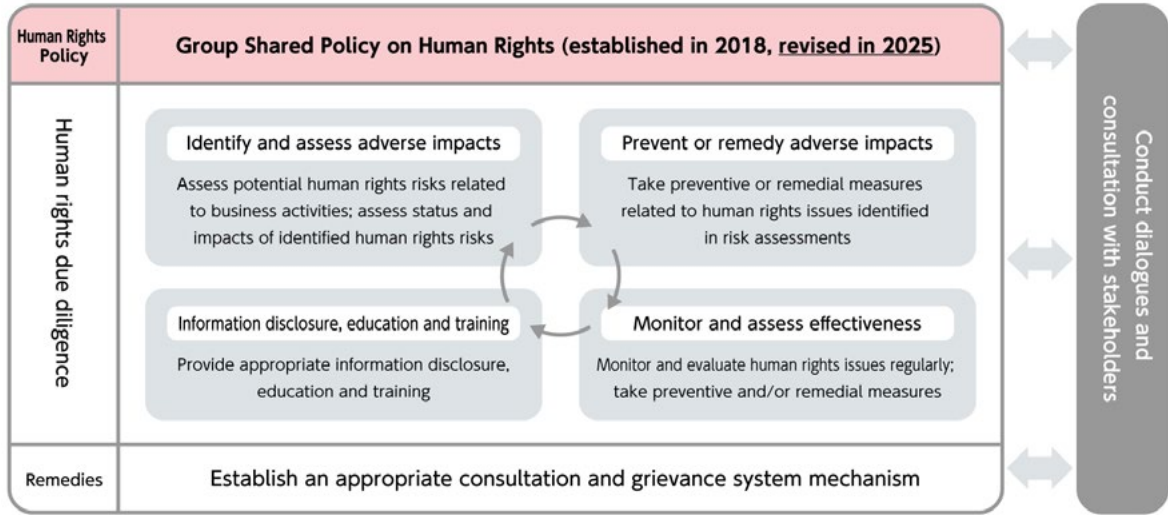 Human Rights
Policy
Group Shared Policy on Human Rights (established in 2018, revised in 2025)
Human rights due diligence
Identify and assess adverse impacts
Assess potential human rights risks related
to business activities; assess status and
impacts of identified human rights risks
Prevent or remedy adverse impacts
Take preventive or remedial measures
related to human rights issues identified
in risk assessments
Information disclosure, education and training
Provide appropriate information disclosure,
education and training
Monitor and assess effectiveness
Monitor and evaluate human rights issues regularly;
take preventive and/or remedial measures
Remedies
Establish an appropriate consultation and grievance system mechanism
Conduct dialogues and
consultation with stakeholders